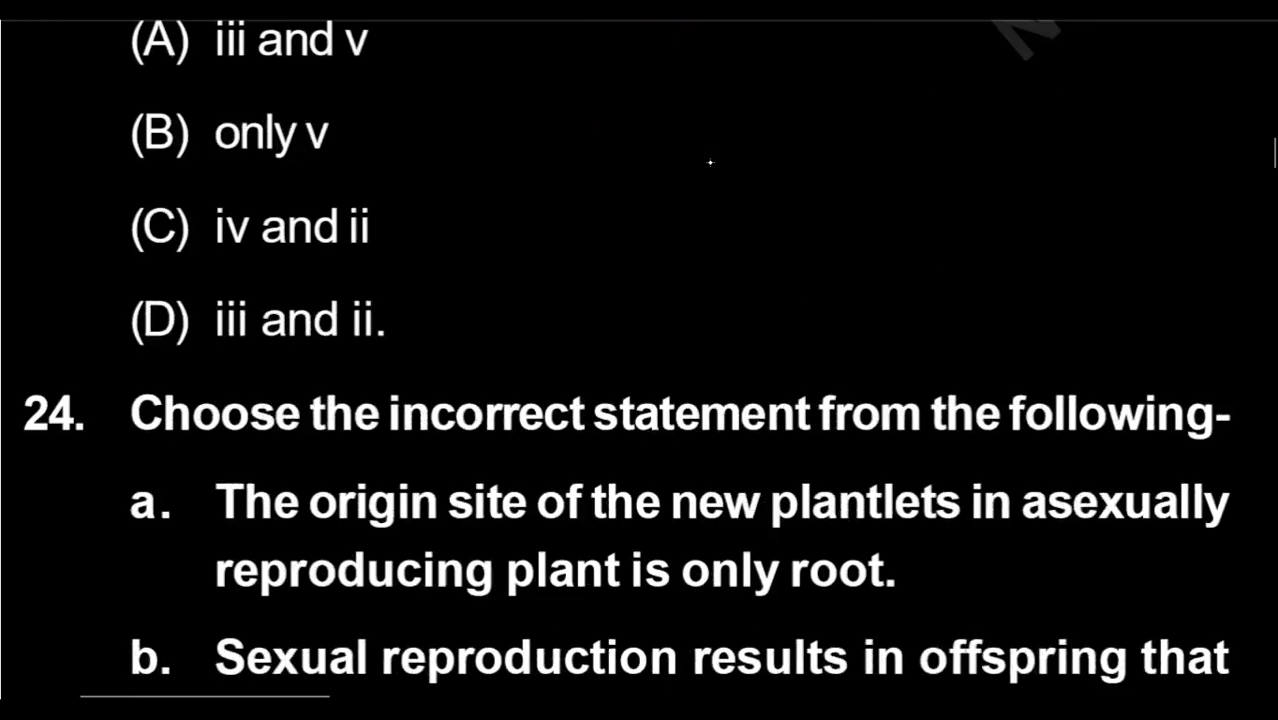 (A) iii and v
(B) only v
(C) iv and ii
(D) iii and ii.
24. Choose the incorrect statement from the following-
a. The origin site of the new plantlets in asexually
reproducing plant is only root.
b. Sexual reproduction results in offspring that